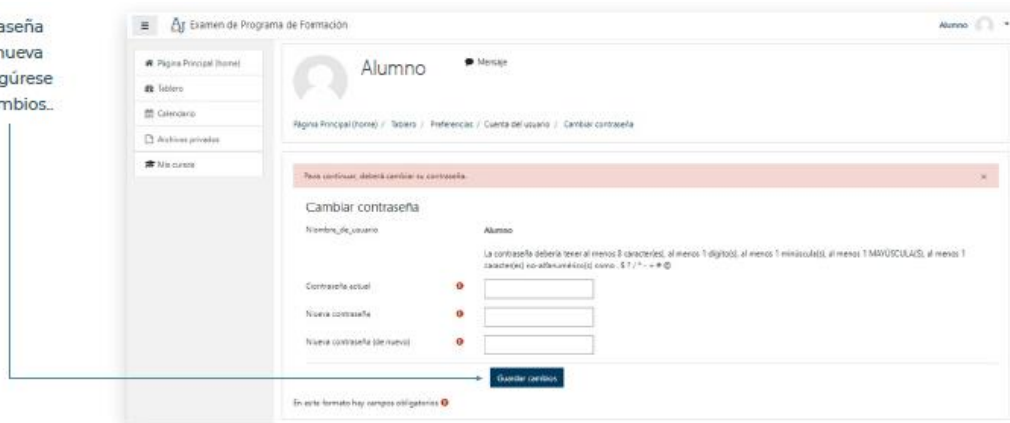 aseña
nueva
gúrese
mbios..
Examen de Programa de Formación
Alumno
Página Principal (home)
Tablero
Calendario
Archivos privados
Mis cursos
Alumno
Mensaje
Página Principal (home) / Tablero / Preferencias / Cuenta del usuario / Cambiar contraseña
Para continuar, deberá cambiar su contraseña.
×
Cambiar contraseña
Nombre_de_usuario
Alumno
La contraseña debería tener al menos 8 caracter(es), al menos 1 dígito(s), al menos 1 minúscula(s), al menos 1 MAYÚSCULA(S), al menos 1
caracter(es) no-alfanumérico(s) como . $ ? / * - + # @
Contraseña actual
Nueva contraseña
Nueva contraseña (de nuevo)
Guardar cambios
En este formato hay campos obligatorios